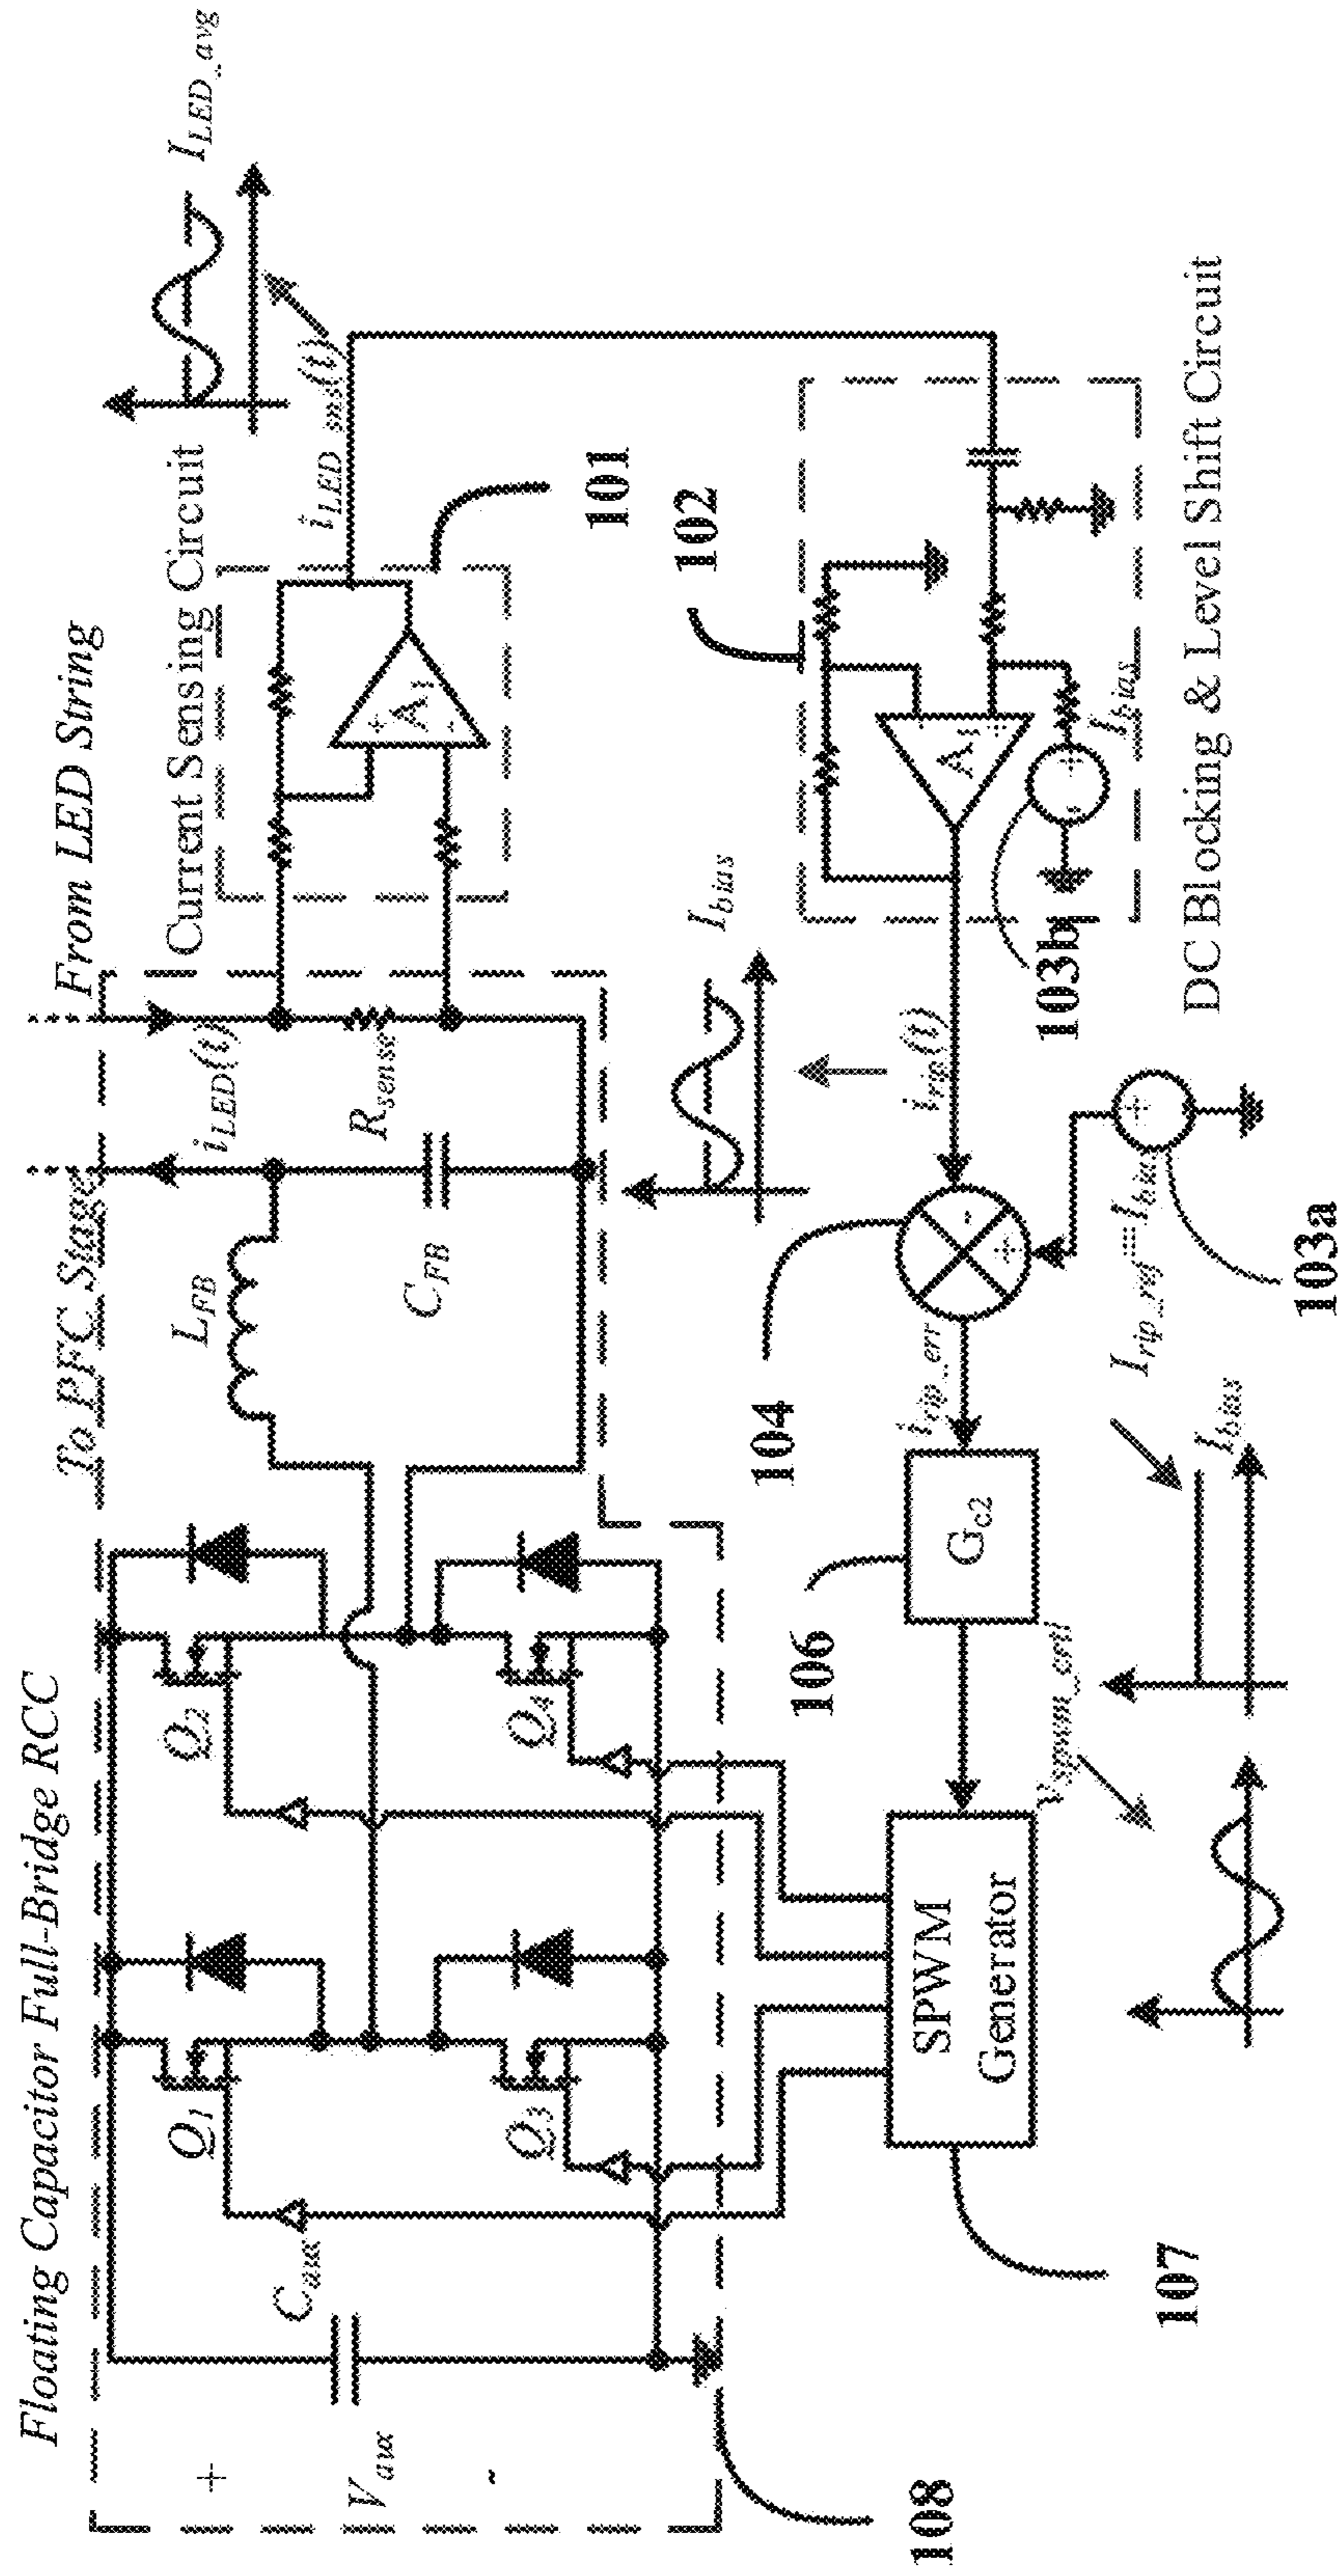 Floating Capacitor Full-Bridge RCC
To PFC Stage
From LED String
Current Sensing Circuit
I_LED_avg
i_LED_sns(t)
i_LED(t)
R_sense
L_FB
C_FB
Q1
Q2
Q3
Q4
C_aux
+
V_aux
-
A1
+
-
101
102
A1
I_bias
103b
DC Blocking & Level Shift Circuit
I_bias
i_rip(t)
104
-
+
I_rip_ref=I_bias
103a
i_rip_err
106
G_c2
I_bias
v_spwm_crtl
SPWM
Generator
107
108